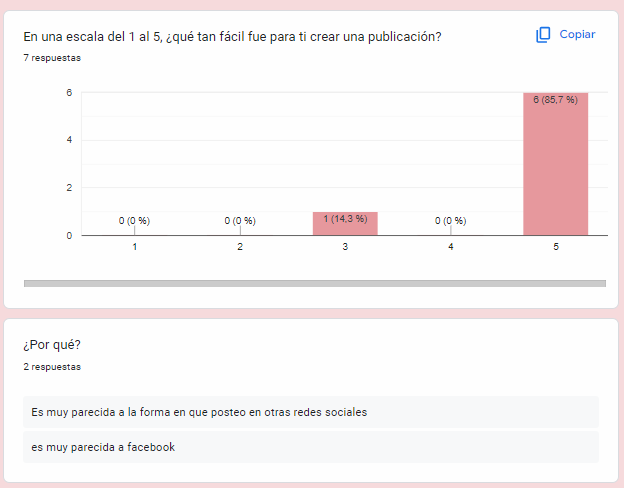 En una escala del 1 al 5, ¿qué tan fácil fue para ti crear una publicación?
Copiar
7 respuestas
6
4
2
0
0 (0 %)
0 (0 %)
1 (14,3 %)
0 (0 %)
6 (85,7 %)
1
2
3
4
5
¿Por qué?
2 respuestas
Es muy parecida a la forma en que posteo en otras redes sociales
es muy parecida a facebook